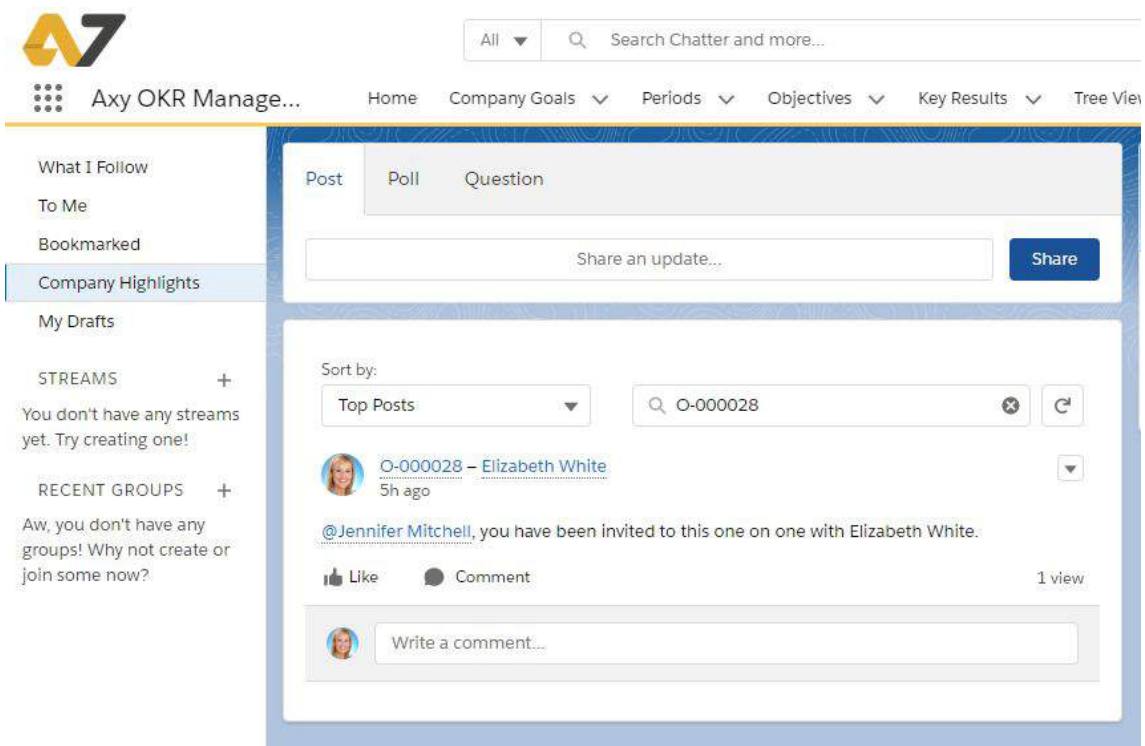 A7
All
Search Chatter and more...
Axy OKR Manage...
Home
Company Goals
Periods
Objectives
Key Results
Tree Vie
What I Follow
To Me
Bookmarked
Company Highlights
My Drafts
STREAMS
You don't have any streams
yet. Try creating one!
RECENT GROUPS
Aw, you don't have any
groups! Why not create or
join some now?
Post
Poll
Question
Share an update...
Share
Sort by:
Top Posts
O-000028
O-000028 – Elizabeth White
5h ago
@Jennifer Mitchell, you have been invited to this one on one with Elizabeth White.
Like
Comment
1 view
Write a comment...